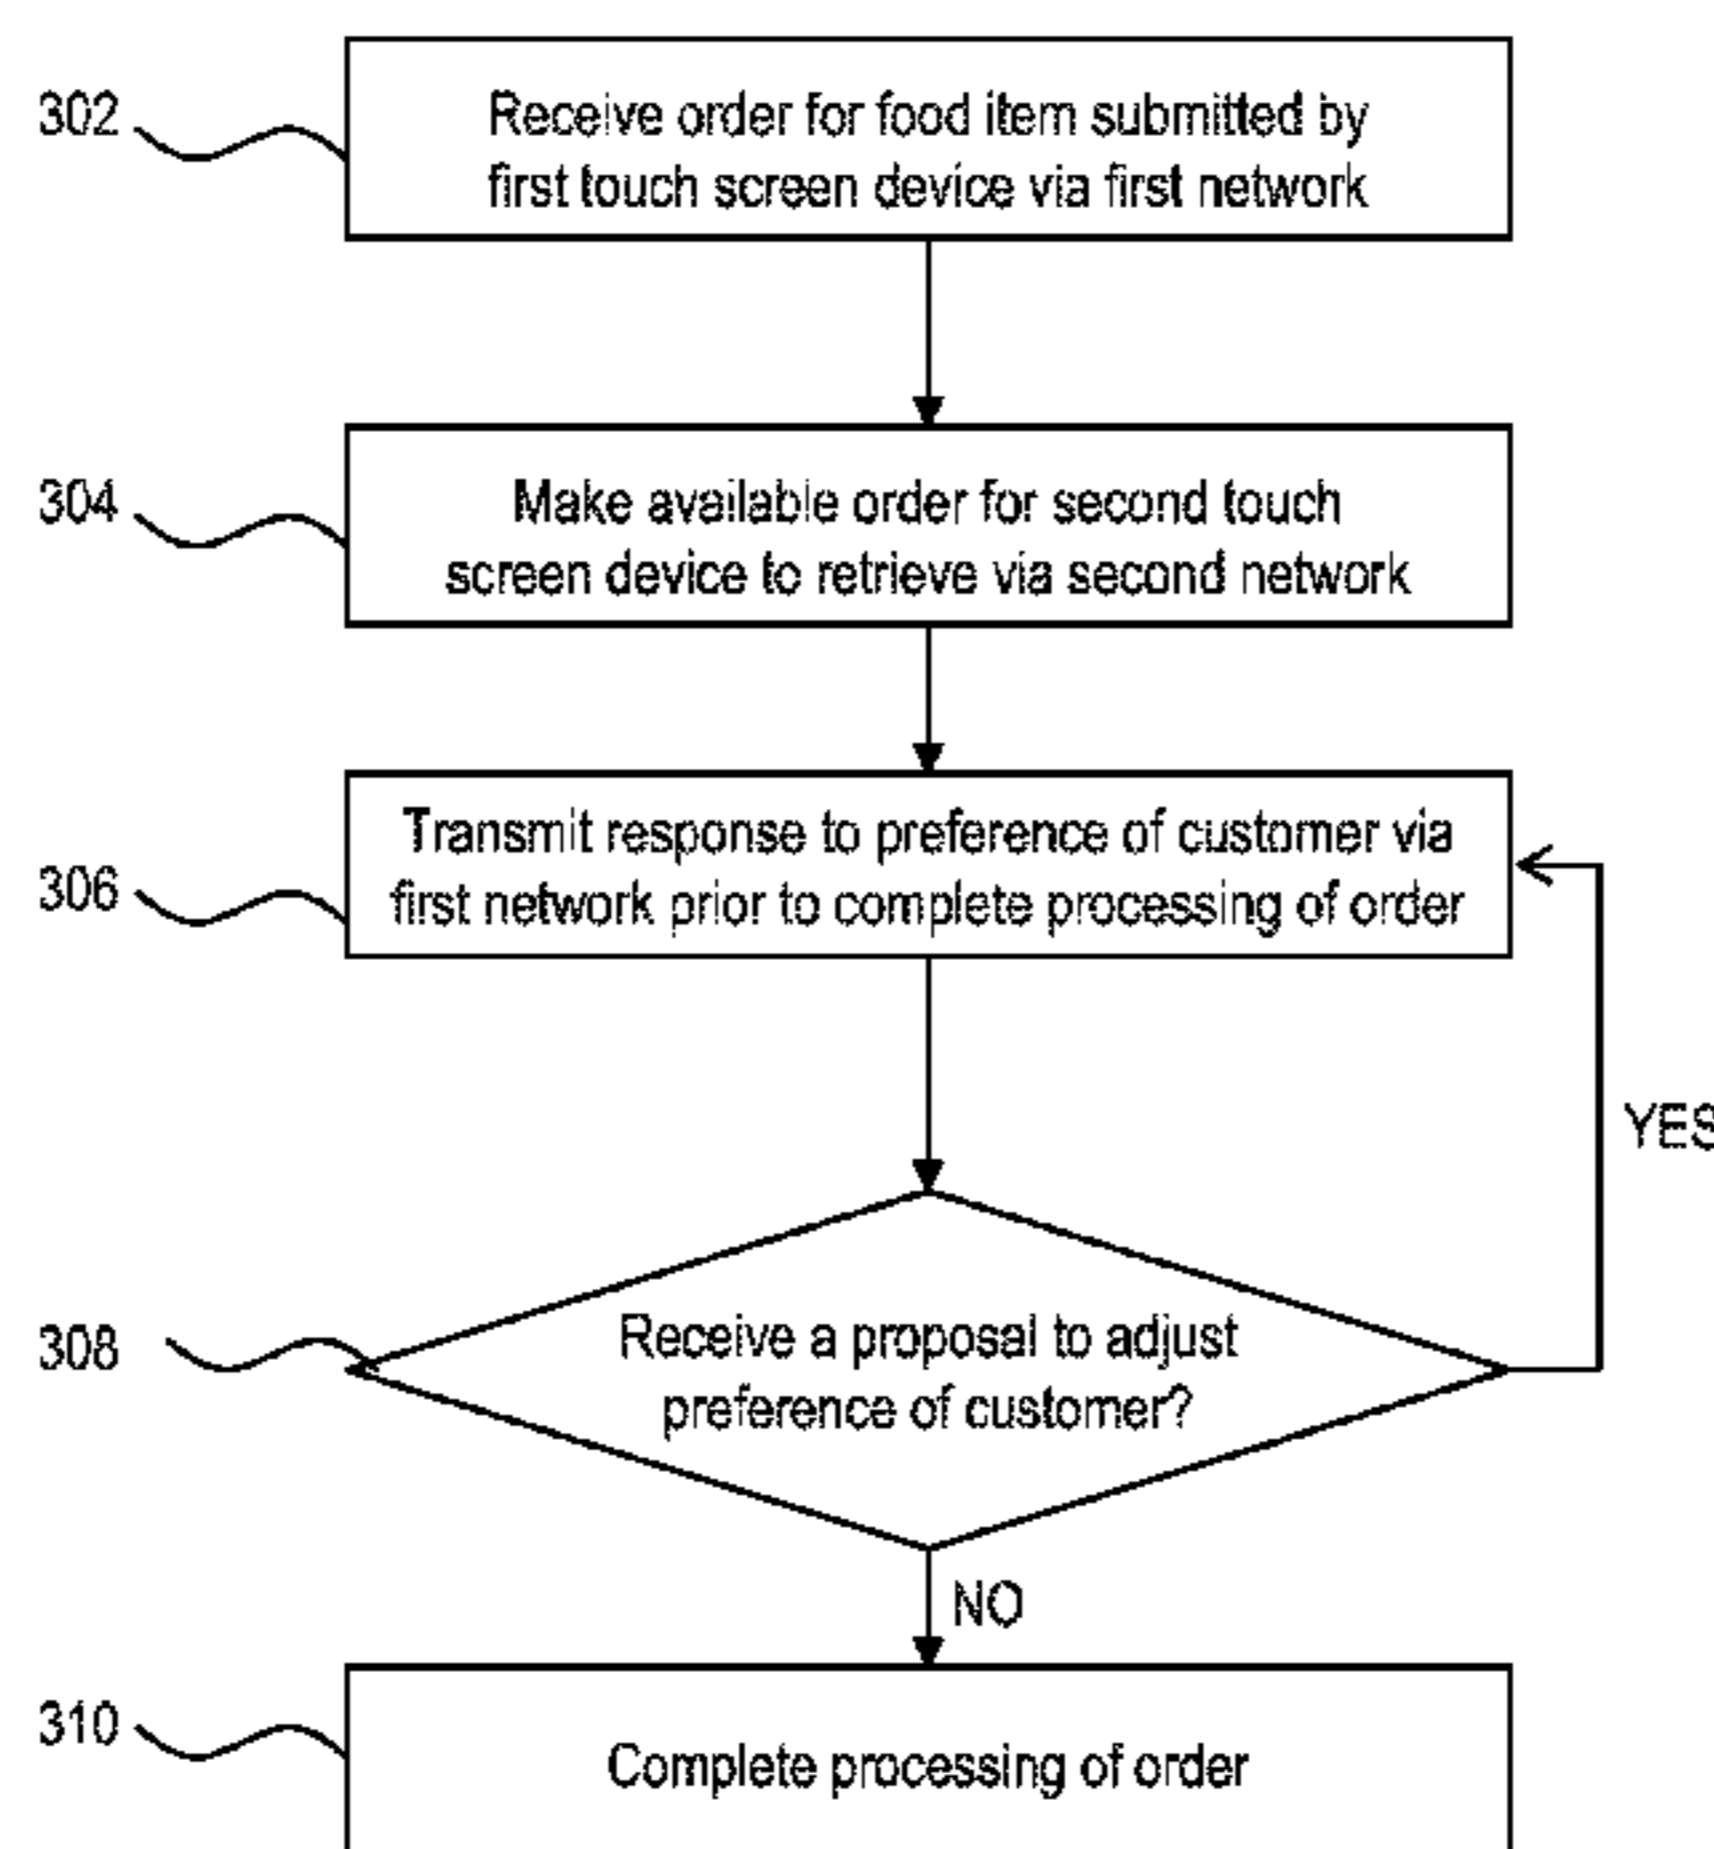 302
Receive order for food item submitted by
first touch screen device via first network
304
Make available order for second touch
screen device to retrieve via second network
306
Transmit response to preference of customer via
first network prior to complete processing of order
YES
308
Receive a proposal to adjust
preference of customer?
NO
310
Complete processing of order